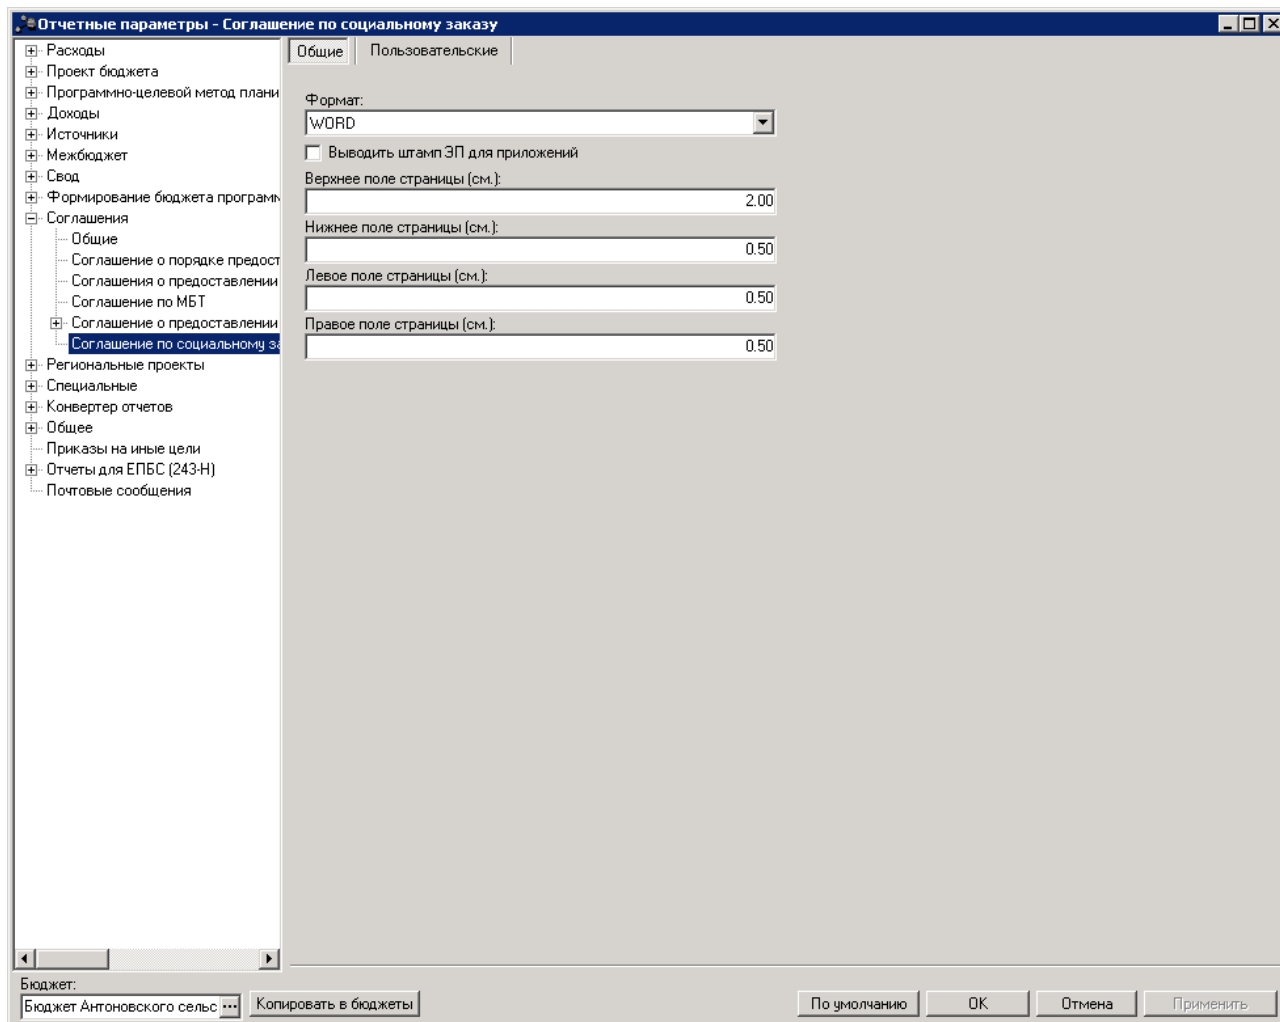 Отчетные параметры - Соглашение по социальному заказу
Расходы
Проект бюджета
Программно-целевой метод плани
Доходы
Источники
Межбюджет
Свод
Формирование бюджета програм
Соглашения
Общие
Соглашение о порядке предост
Соглашения о предоставлении
Соглашение по МБТ
Соглашение о предоставлении
Соглашение по социальному за
Региональные проекты
Специальные
Конвертер отчетов
Общее
Приказы на иные цели
Отчеты для ЕПБС (243-Н)
Почтовые сообщения
Общие Пользовательские
Формат:
WORD
Выводить штамп ЭП для приложений
Верхнее поле страницы (см.):
2.00
Нижнее поле страницы (см.):
0.50
Левое поле страницы (см.):
0.50
Правое поле страницы (см.):
0.50
Бюджет:
Бюджет Антоновского сельс ... Копировать в бюджеты По умолчанию OK Отмена Применить